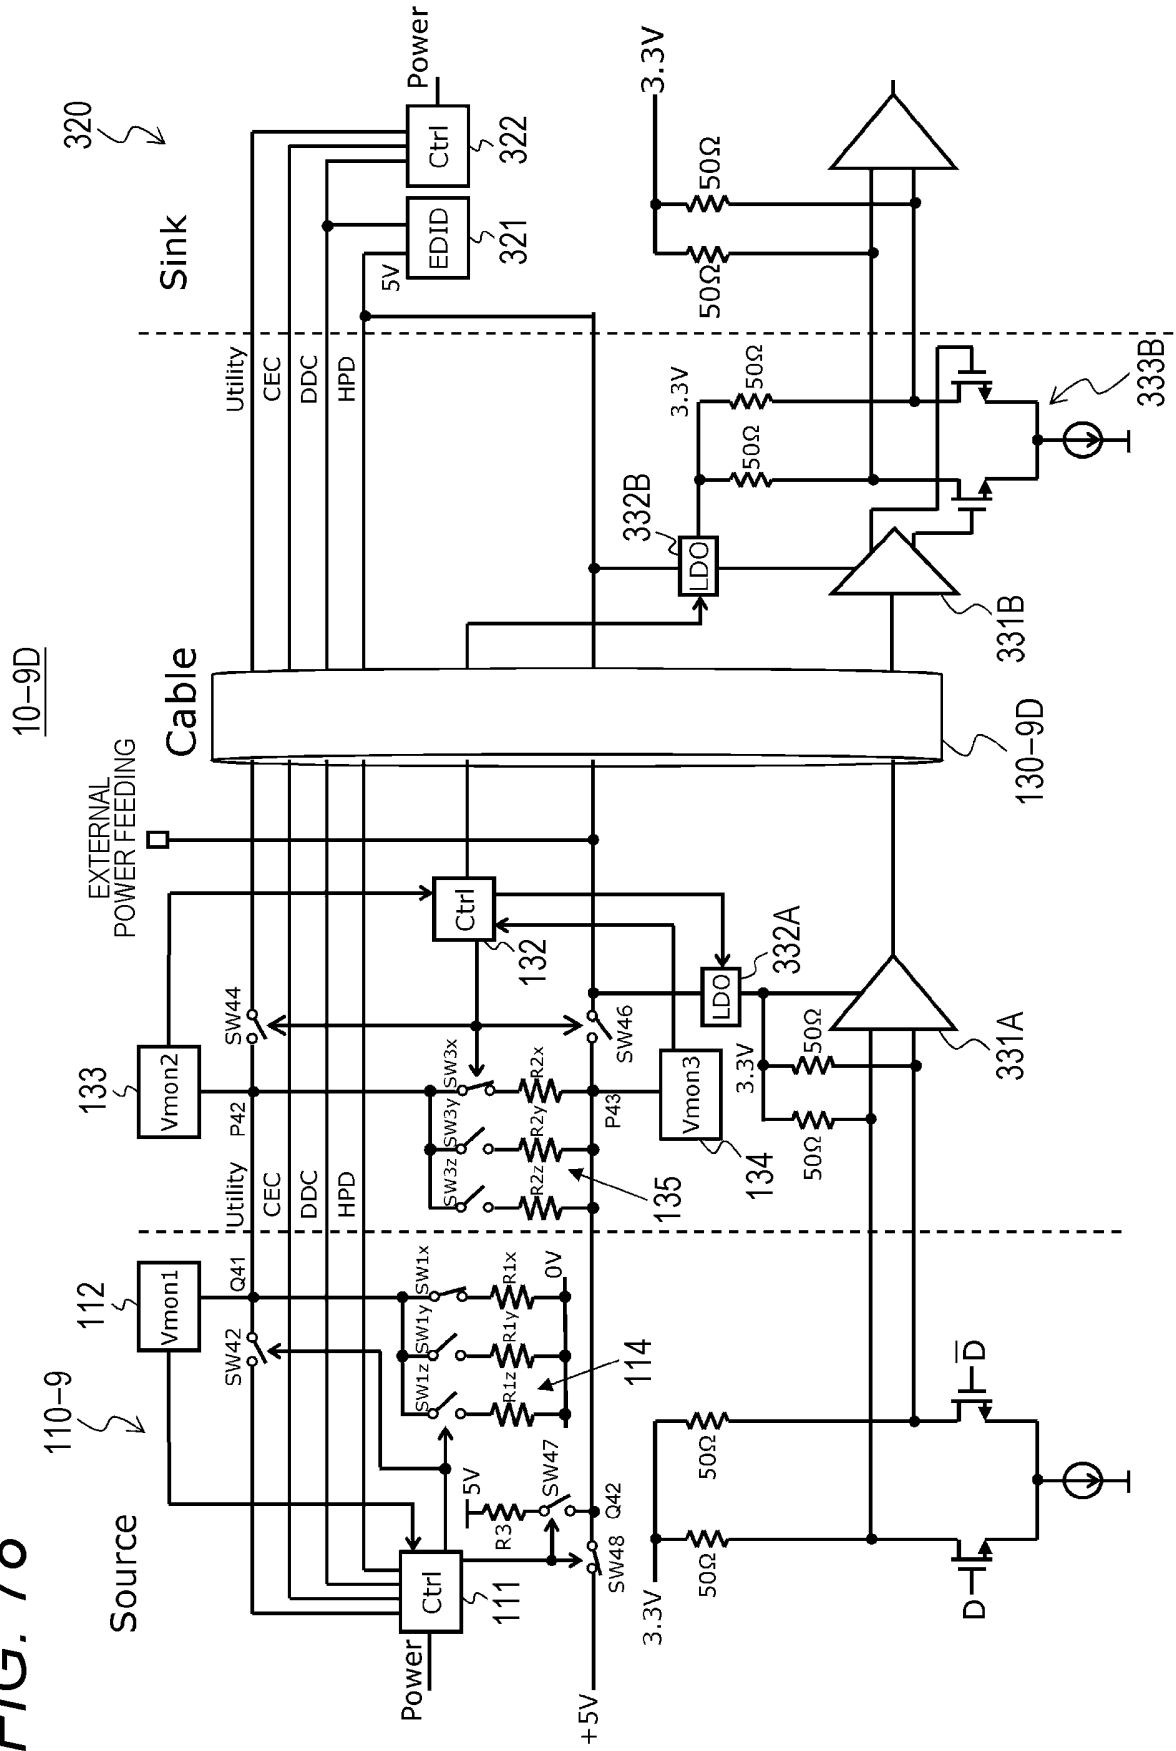 FIG. 78
10-9D
Source
Cable
Sink
110-9
320
112
Vmon1
133
Vmon2
EXTERNAL
POWER FEEDING
SW42
Q41
Utility
P42
SW44
Utility
CEC
CEC
DDC
DDC
HPD
HPD
Power
Ctrl
111
5V
R3
SW47
SW48
Q42
+5V
SW1z
SW1y
SW1x
R1z
R1y
R1x
0V
114
SW3z
SW3y
SW3x
R2z
R2y
R2x
135
P43
SW46
Ctrl
132
Vmon3
134
LDO
332A
3.3V
50Ω
50Ω
331A
130-9D
5V
EDID
321
Ctrl
322
Power
LDO
332B
3.3V
50Ω
50Ω
331B
333B
3.3V
50Ω
50Ω
3.3V
50Ω
50Ω
D
D̅